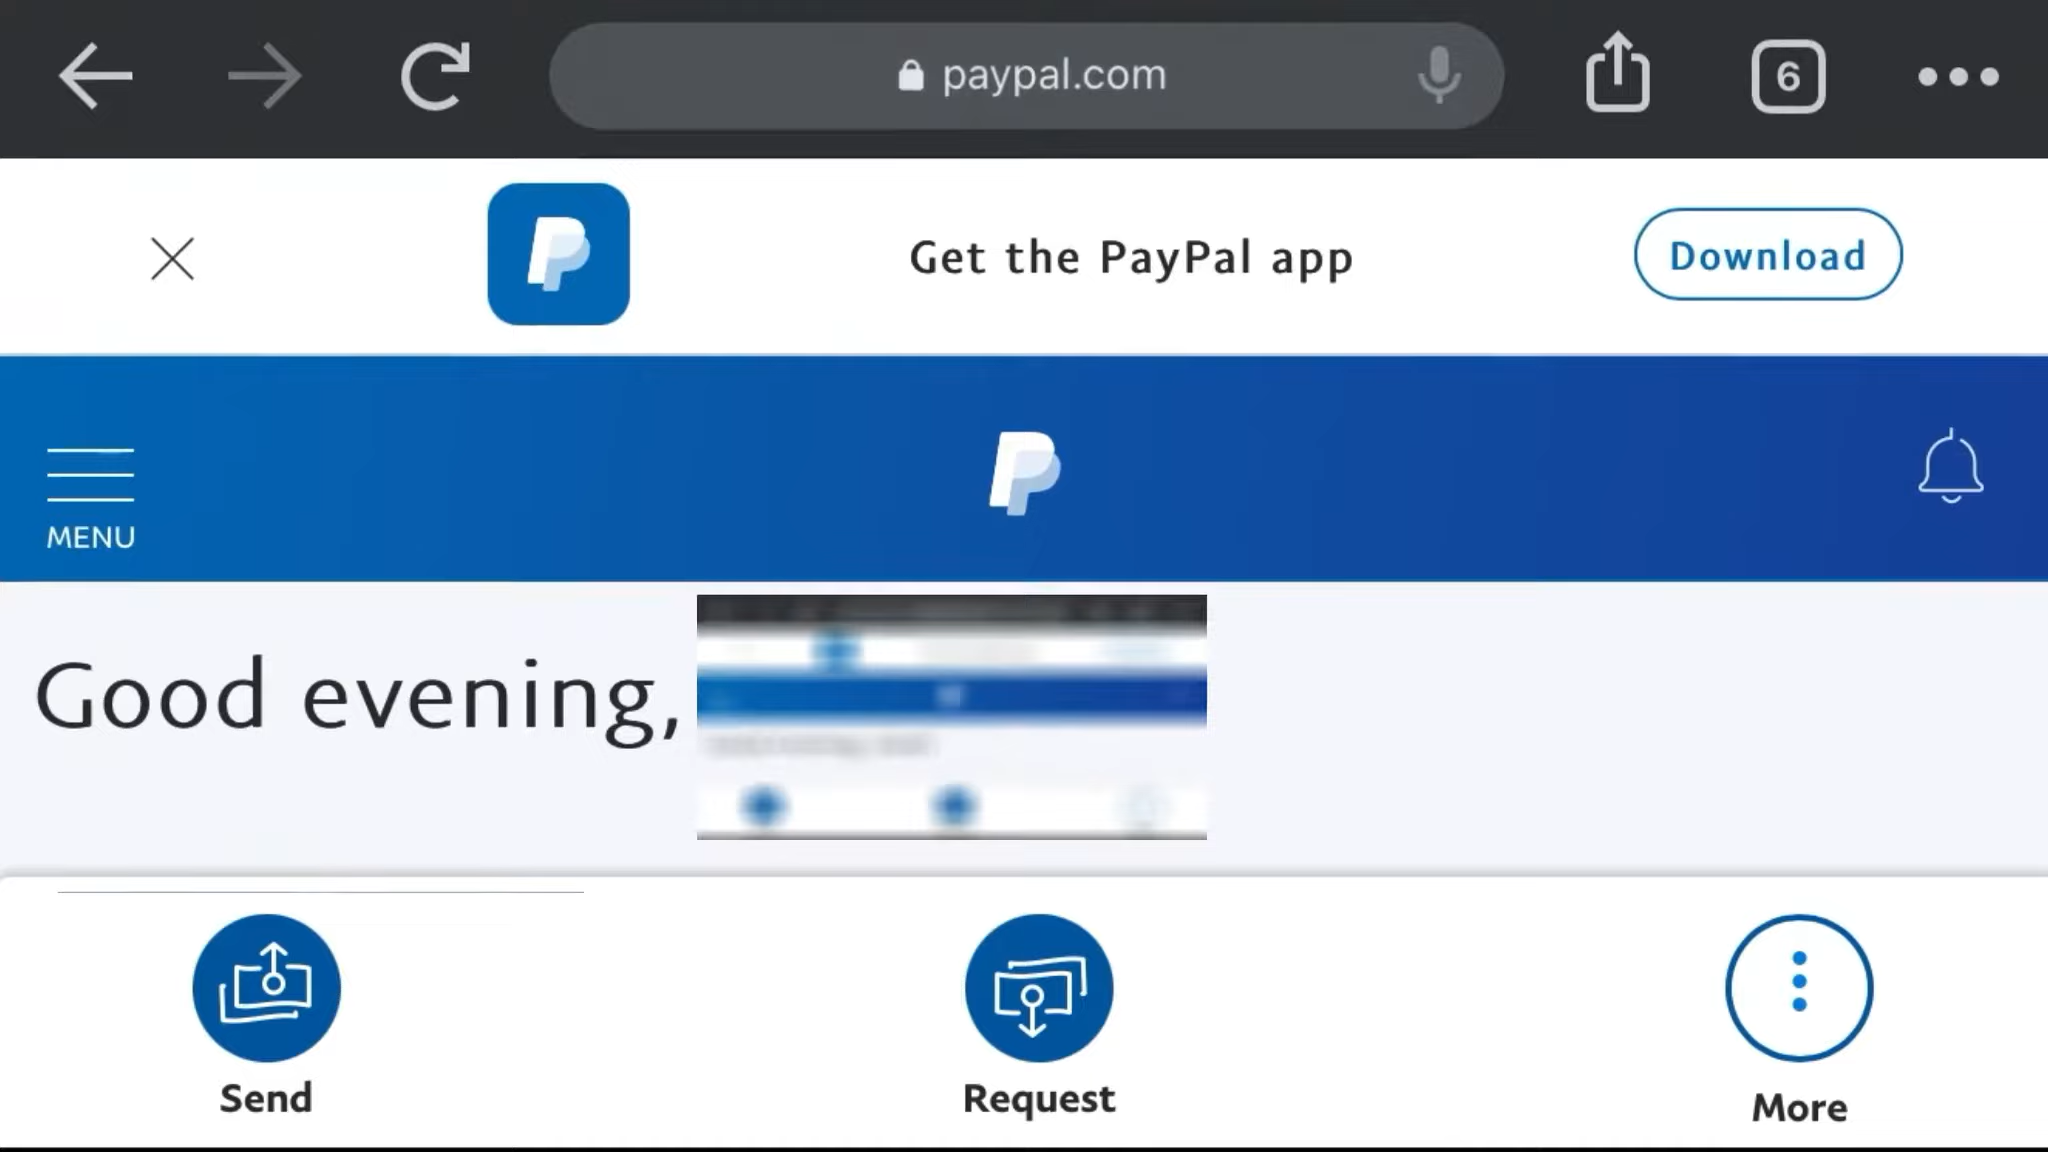 paypal.com
6
Get the PayPal app
Download
MENU
Good evening,
Send
Request
More